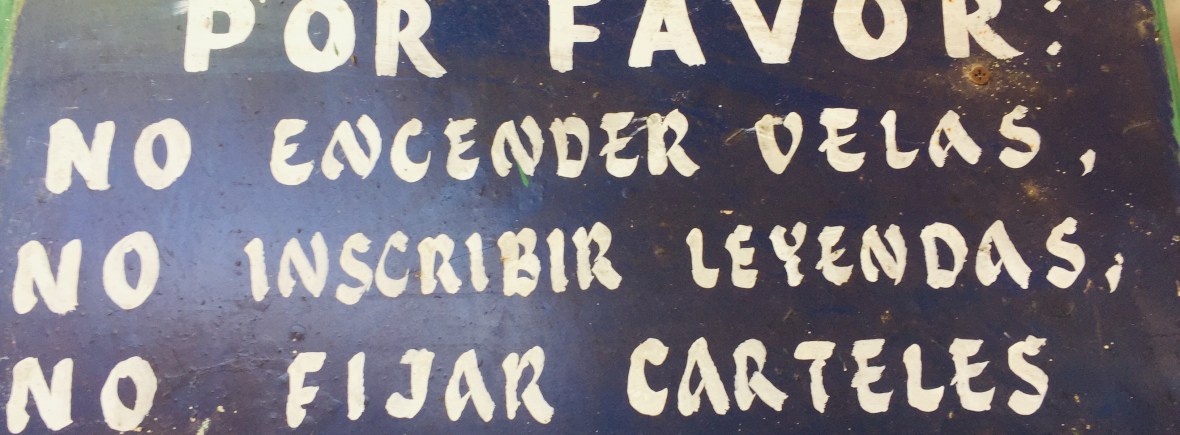 POR FAVOR:
NO ENCENDER VELAS,
NO INSCRIBIR LEYENDAS,
NO FIJAR CARTELES